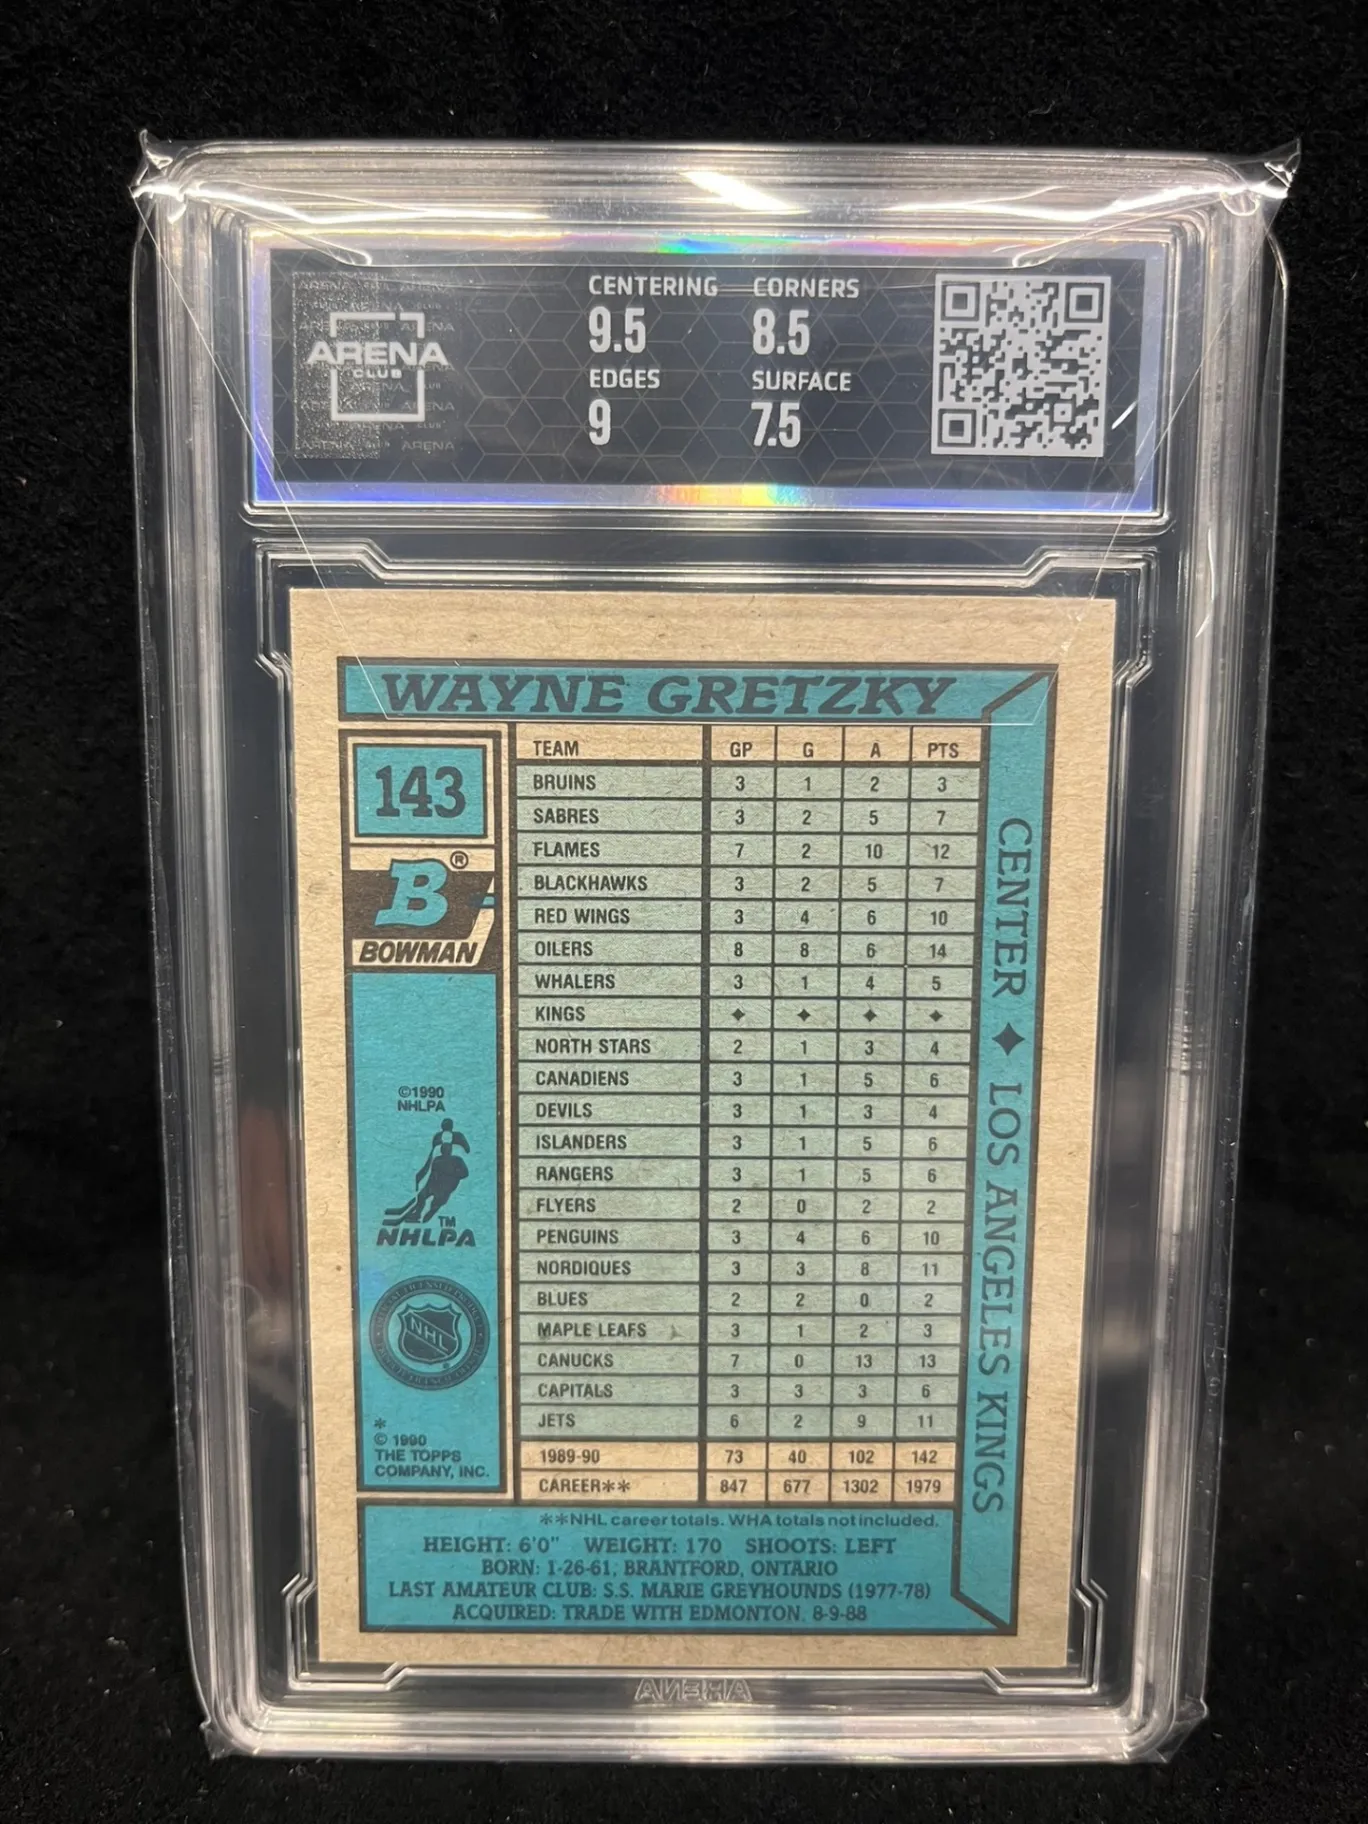 ARENA
CLUB
CENTERING CORNERS
9.5 8.5
EDGES SURFACE
9 7.5
WAYNE GRETZKY
143
B®
BOWMAN
©1990
NHLPA
TM
NHLPA
NHL
*
© 1990
THE TOPPS
COMPANY, INC.
TEAM GP G A PTS
BRUINS 3 1 2 3
SABRES 3 2 5 7
FLAMES 7 2 10 12
BLACKHAWKS 3 2 5 7
RED WINGS 3 4 6 10
OILERS 8 8 6 14
WHALERS 3 1 4 5
KINGS ✦ ✦ ✦ ✦
NORTH STARS 2 1 3 4
CANADIENS 3 1 5 6
DEVILS 3 1 3 4
ISLANDERS 3 1 5 6
RANGERS 3 1 5 6
FLYERS 2 0 2 2
PENGUINS 3 4 6 10
NORDIQUES 3 3 8 11
BLUES 2 2 0 2
MAPLE LEAFS 3 1 2 3
CANUCKS 7 0 13 13
CAPITALS 3 3 3 6
JETS 6 2 9 11
1989-90 73 40 102 142
CAREER** 847 677 1302 1979
CENTER ✦ LOS ANGELES KINGS
**NHL career totals. WHA totals not included.
HEIGHT: 6'0" WEIGHT: 170 SHOOTS: LEFT
BORN: 1-26-61, BRANTFORD, ONTARIO
LAST AMATEUR CLUB: S.S. MARIE GREYHOUNDS (1977-78)
ACQUIRED: TRADE WITH EDMONTON, 8-9-88
ARENA